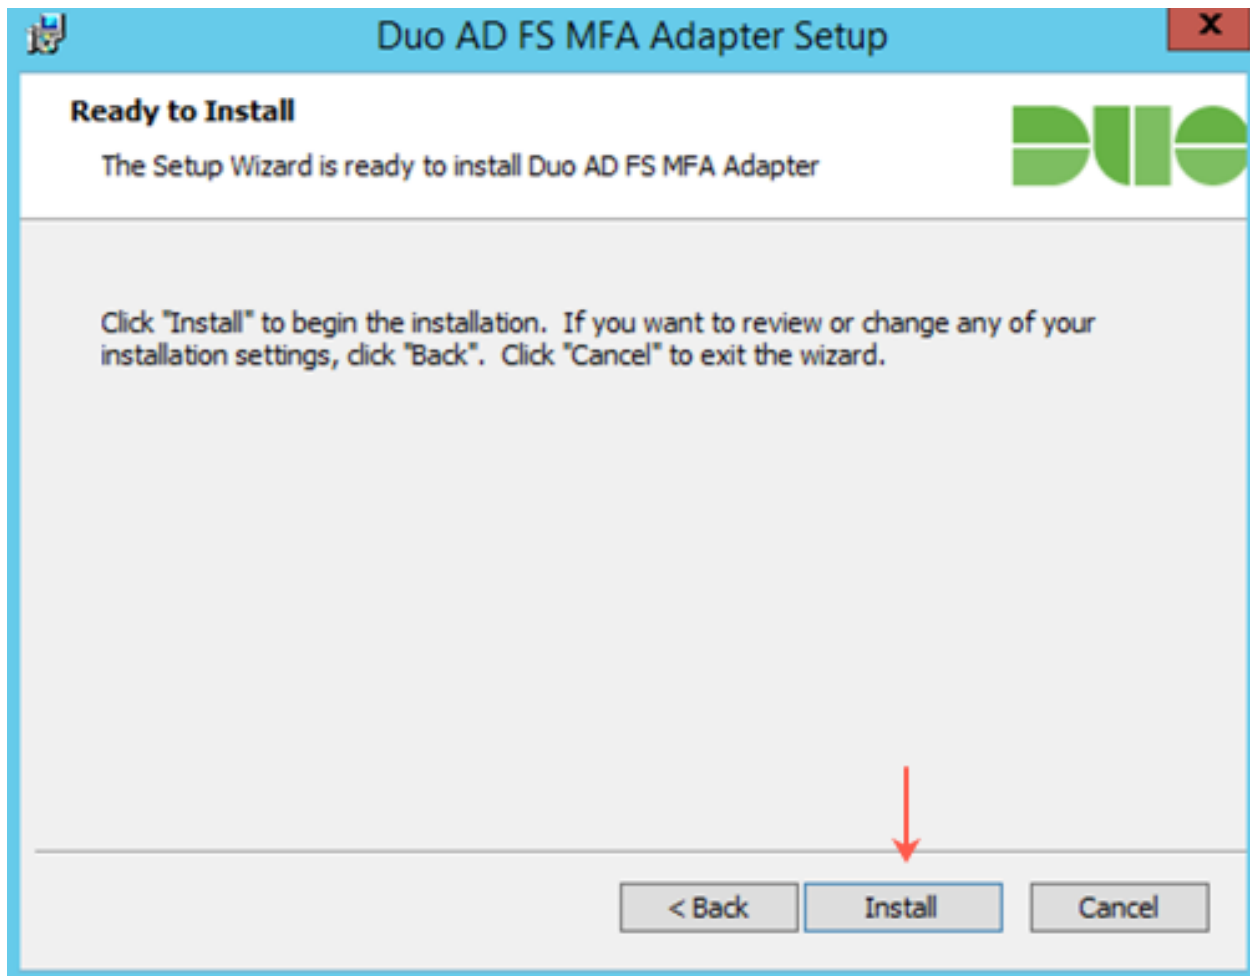 Duo AD FS MFA Adapter Setup
X
Ready to Install
The Setup Wizard is ready to install Duo AD FS MFA Adapter
DUO
Click "Install" to begin the installation.  If you want to review or change any of your
installation settings, click "Back".  Click "Cancel" to exit the wizard.
< Back
Install
Cancel